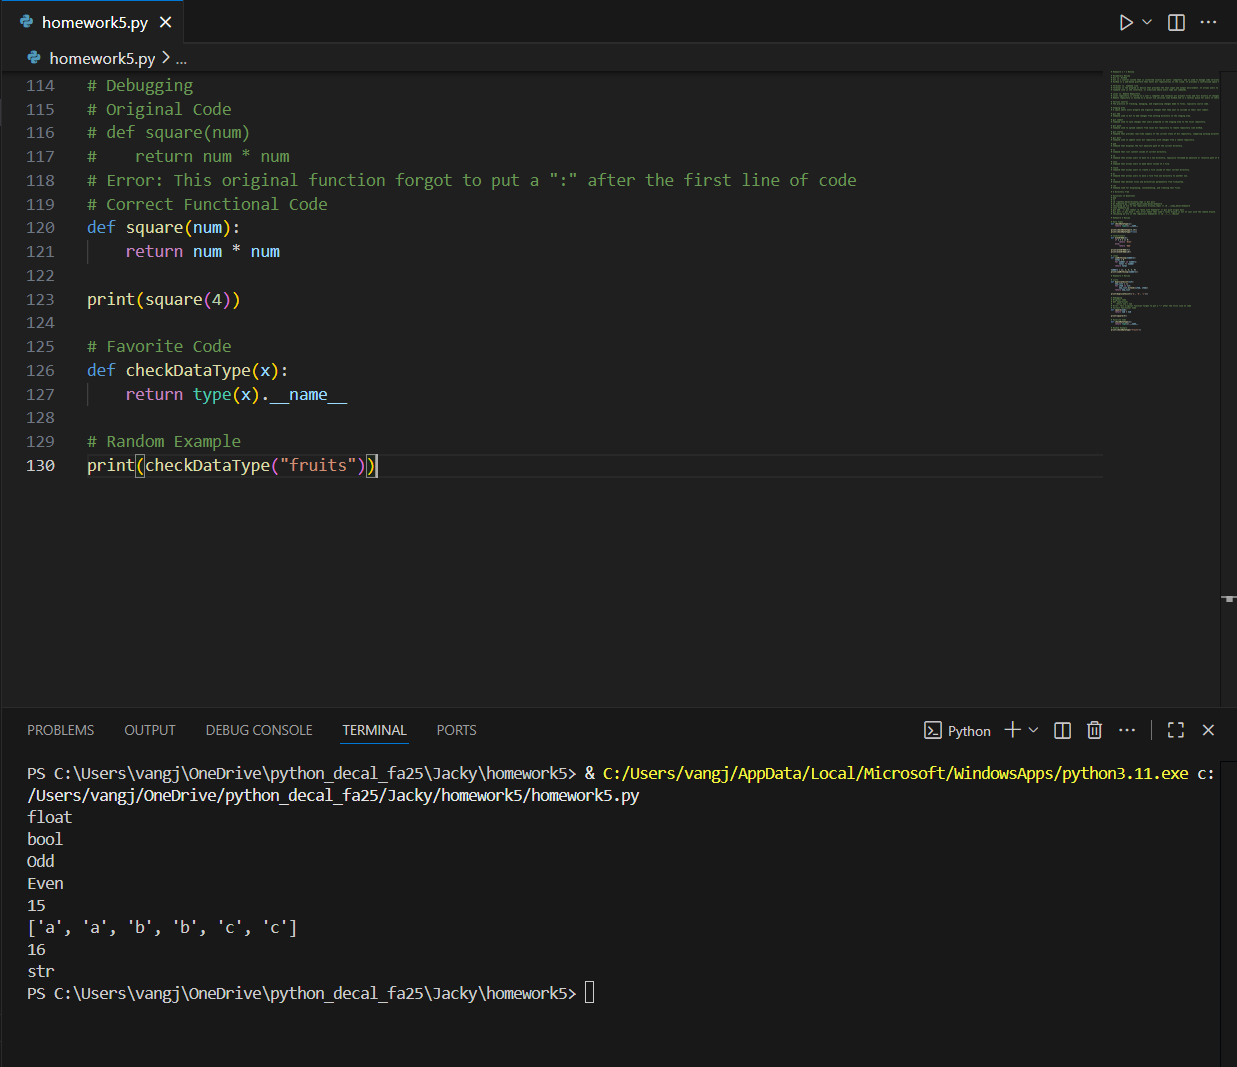 homework5.py
homework5.py > ...
114 # Debugging
115 # Original Code
116 # def square(num)
117 #    return num * num
118 # Error: This original function forgot to put a ":" after the first line of code
119 # Correct Functional Code
120 def square(num):
121     return num * num
122
123 print(square(4))
124
125 # Favorite Code
126 def checkDataType(x):
127     return type(x).__name__
128
129 # Random Example
130 print(checkDataType("fruits"))
PROBLEMS OUTPUT DEBUG CONSOLE TERMINAL PORTS Python
PS C:\Users\vangj\OneDrive\python_decal_fa25\Jacky\homework5> & C:/Users/vangj/AppData/Local/Microsoft/WindowsApps/python3.11.exe c:
/Users/vangj/OneDrive/python_decal_fa25/Jacky/homework5/homework5.py
float
bool
Odd
Even
15
['a', 'a', 'b', 'b', 'c', 'c']
16
str
PS C:\Users\vangj\OneDrive\python_decal_fa25\Jacky\homework5>